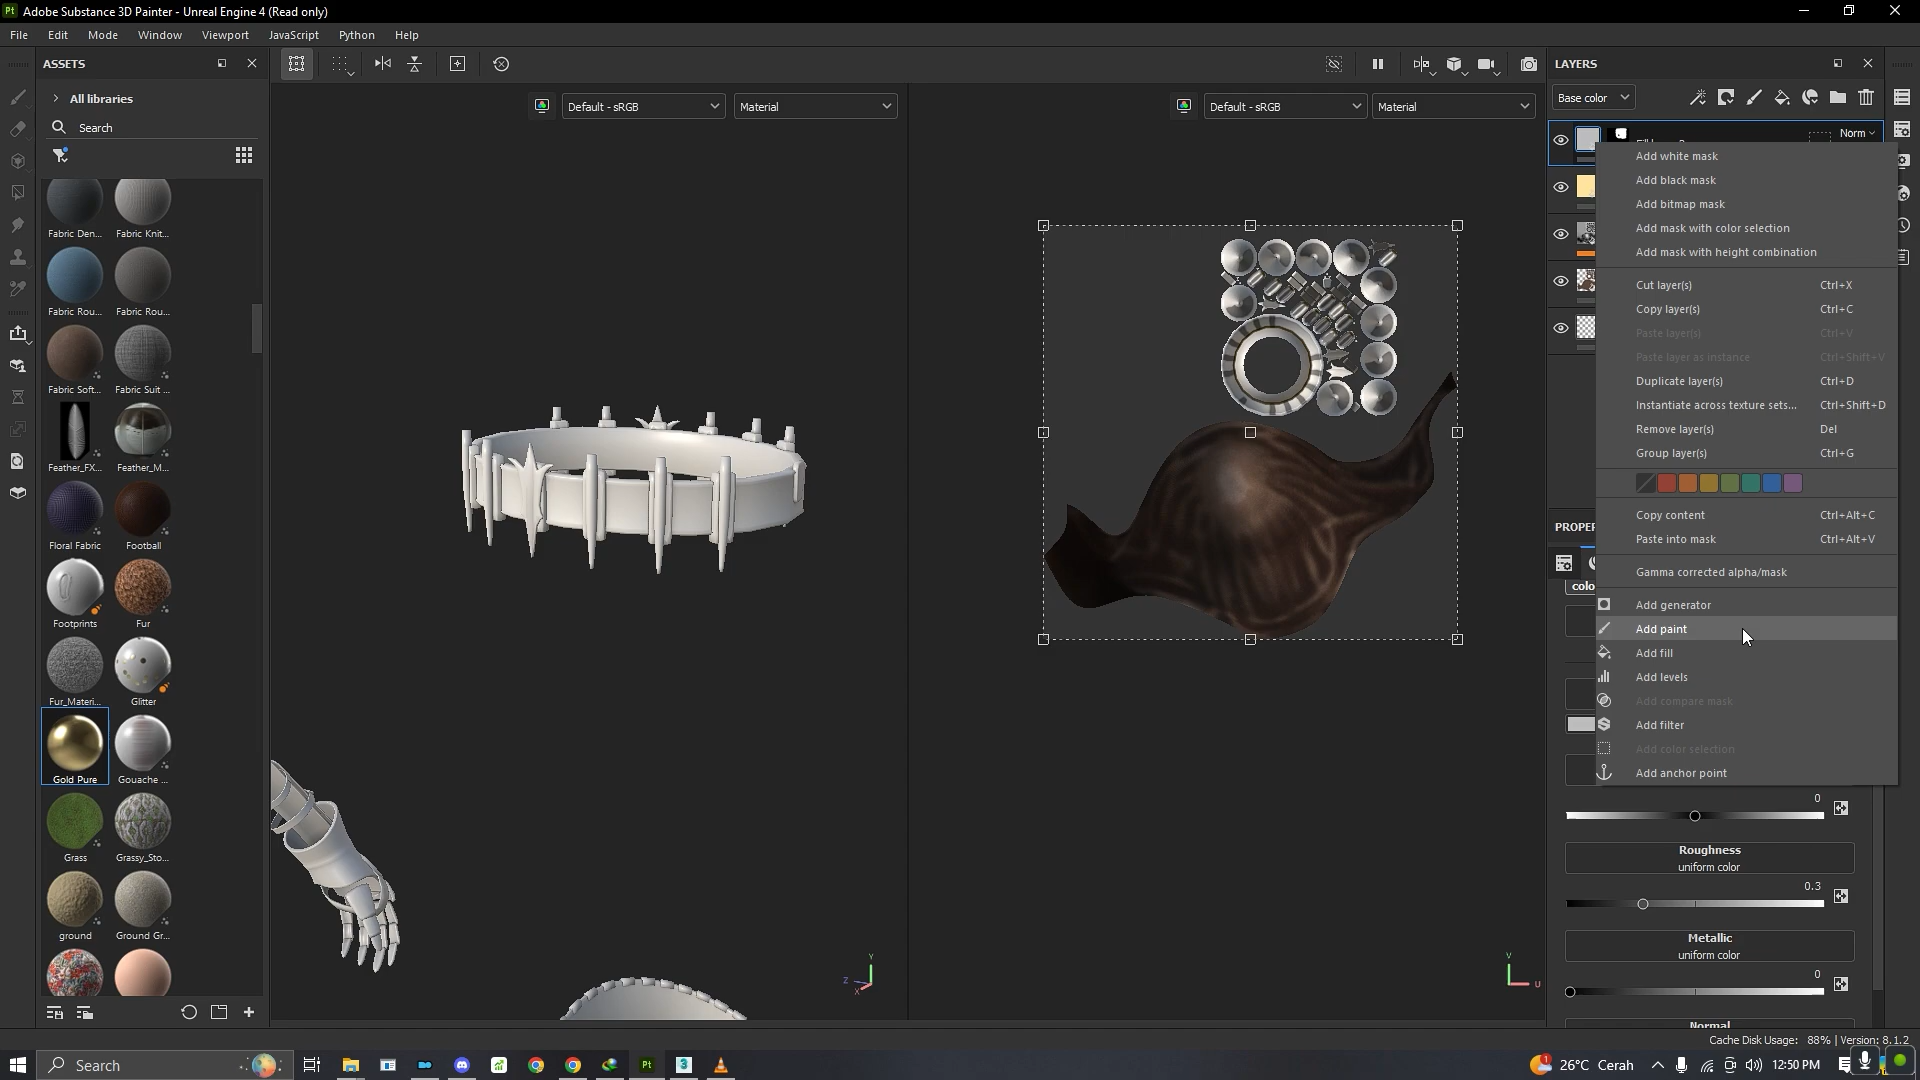 Pt Adobe Substance 3D Painter - Unreal Engine 4 (Read only)
File Edit Mode Window Viewport JavaScript Python Help
ASSETS
All libraries
Search
Fabric Den... Fabric Knit...
Fabric Rou... Fabric Rou...
Fabric Soft... Fabric Suit ...
Feather_FX... Feather_M...
Floral Fabric Football
Footprints Fur
Fur_Materi... Glitter
Gold Pure Gouache ...
Grass Grassy_Sto...
ground Ground Gr...
Default - sRGB Material
Default - sRGB Material
Y
Z
X
V
U
LAYERS
Base color
Norm
Add white mask
Add black mask
Add bitmap mask
Add mask with color selection
Add mask with height combination
Cut layer(s) Ctrl+X
Copy layer(s) Ctrl+C
Paste layer(s) Ctrl+V
Paste layer as instance Ctrl+Shift+V
Duplicate layer(s) Ctrl+D
Instantiate across texture sets... Ctrl+Shift+D
Remove layer(s) Del
Group layer(s) Ctrl+G
Copy content Ctrl+Alt+C
Paste into mask Ctrl+Alt+V
Gamma corrected alpha/mask
Add generator
Add paint
Add fill
Add levels
Add compare mask
Add filter
Add color selection
Add anchor point
PROPER
colo
0
Roughness
uniform color
0.3
Metallic
uniform color
0
Normal
Cache Disk Usage: 88% | Version: 8.1.2
Search
Pt
3
1
26°C Cerah
12:50 PM